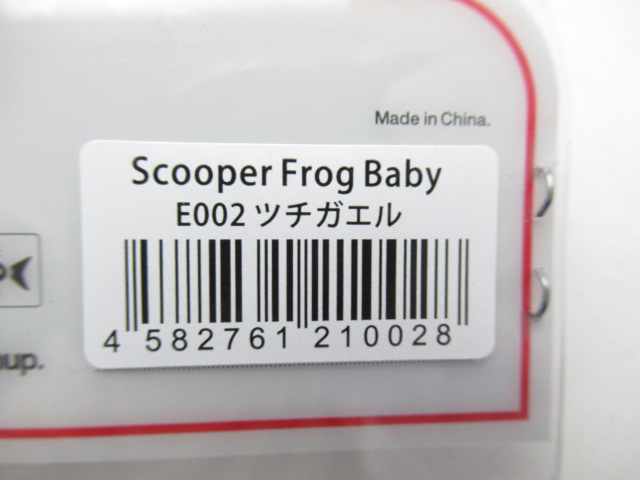 Made in China.
Scooper Frog Baby
E002 ツチガエル
4 582761 210028